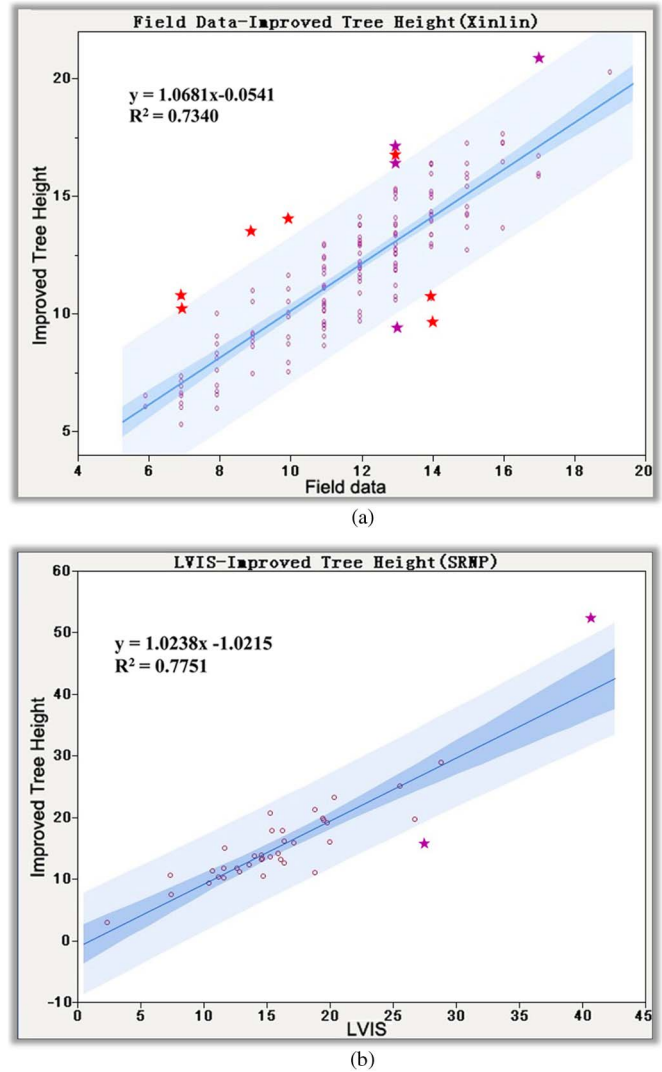 Field Data-Improved Tree Height(Xinlin)
y = 1.0681x-0.0541
R² = 0.7340
Improved Tree Height
20
15
10
5
4 6 8 10 12 14 16 18 20
Field data
(a)
LVIS-Improved Tree Height(SRNP)
y = 1.0238x -1.0215
R² = 0.7751
Improved Tree Height
60
50
40
30
20
10
0
-10
0 5 10 15 20 25 30 35 40 45
LVIS
(b)